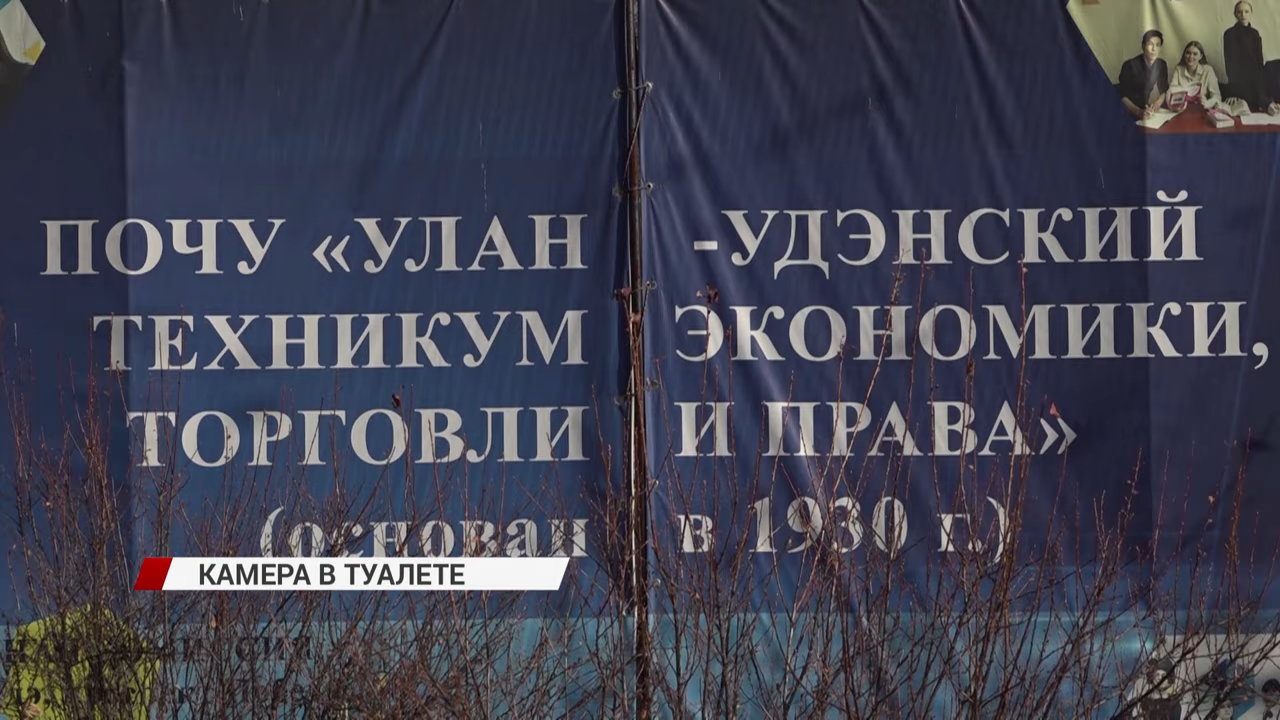 ПОЧУ «УЛАН-УДЭНСКИЙ
ТЕХНИКУМ ЭКОНОМИКИ,
ТОРГОВЛИ И ПРАВА»
(основан в 1930 г.)
КАМЕРА В ТУАЛЕТЕ